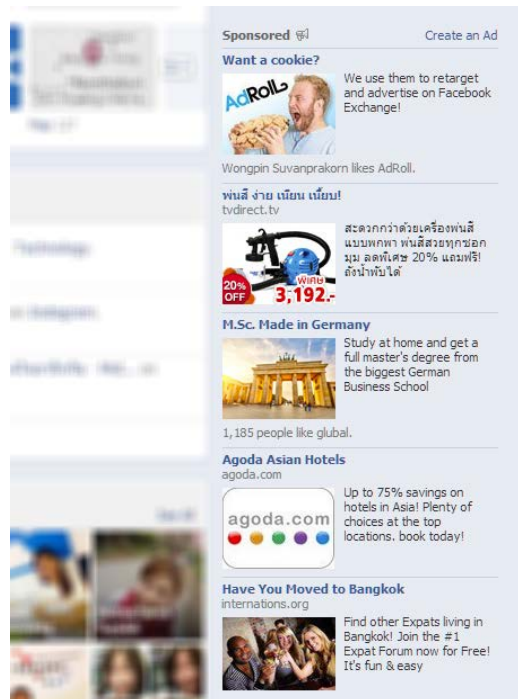 Sponsored
Create an Ad
Want a cookie?
AdRoll
We use them to retarget
and advertise on Facebook
Exchange!
Wongpin Suvanprakorn likes AdRoll.
พ่นสี ง่าย เนียน เนี้ยบ!
tvdirect.tv
20%
OFF
พิเศษ
3,192.-
สะดวกกว่าด้วยเครื่องพ่นสี
แบบพกพา พ่นสีสวยทุกซอก
มุม ลดพิเศษ 20% แถมฟรี!
ถังน้ำพับได้
M.Sc. Made in Germany
Study at home and get a
full master's degree from
the biggest German
Business School
1,185 people like glubal.
Agoda Asian Hotels
agoda.com
agoda.com
Up to 75% savings on
hotels in Asia! Plenty of
choices at the top
locations. book today!
Have You Moved to Bangkok
internations.org
Find other Expats living in
Bangkok! Join the #1
Expat Forum now for Free!
It's fun & easy